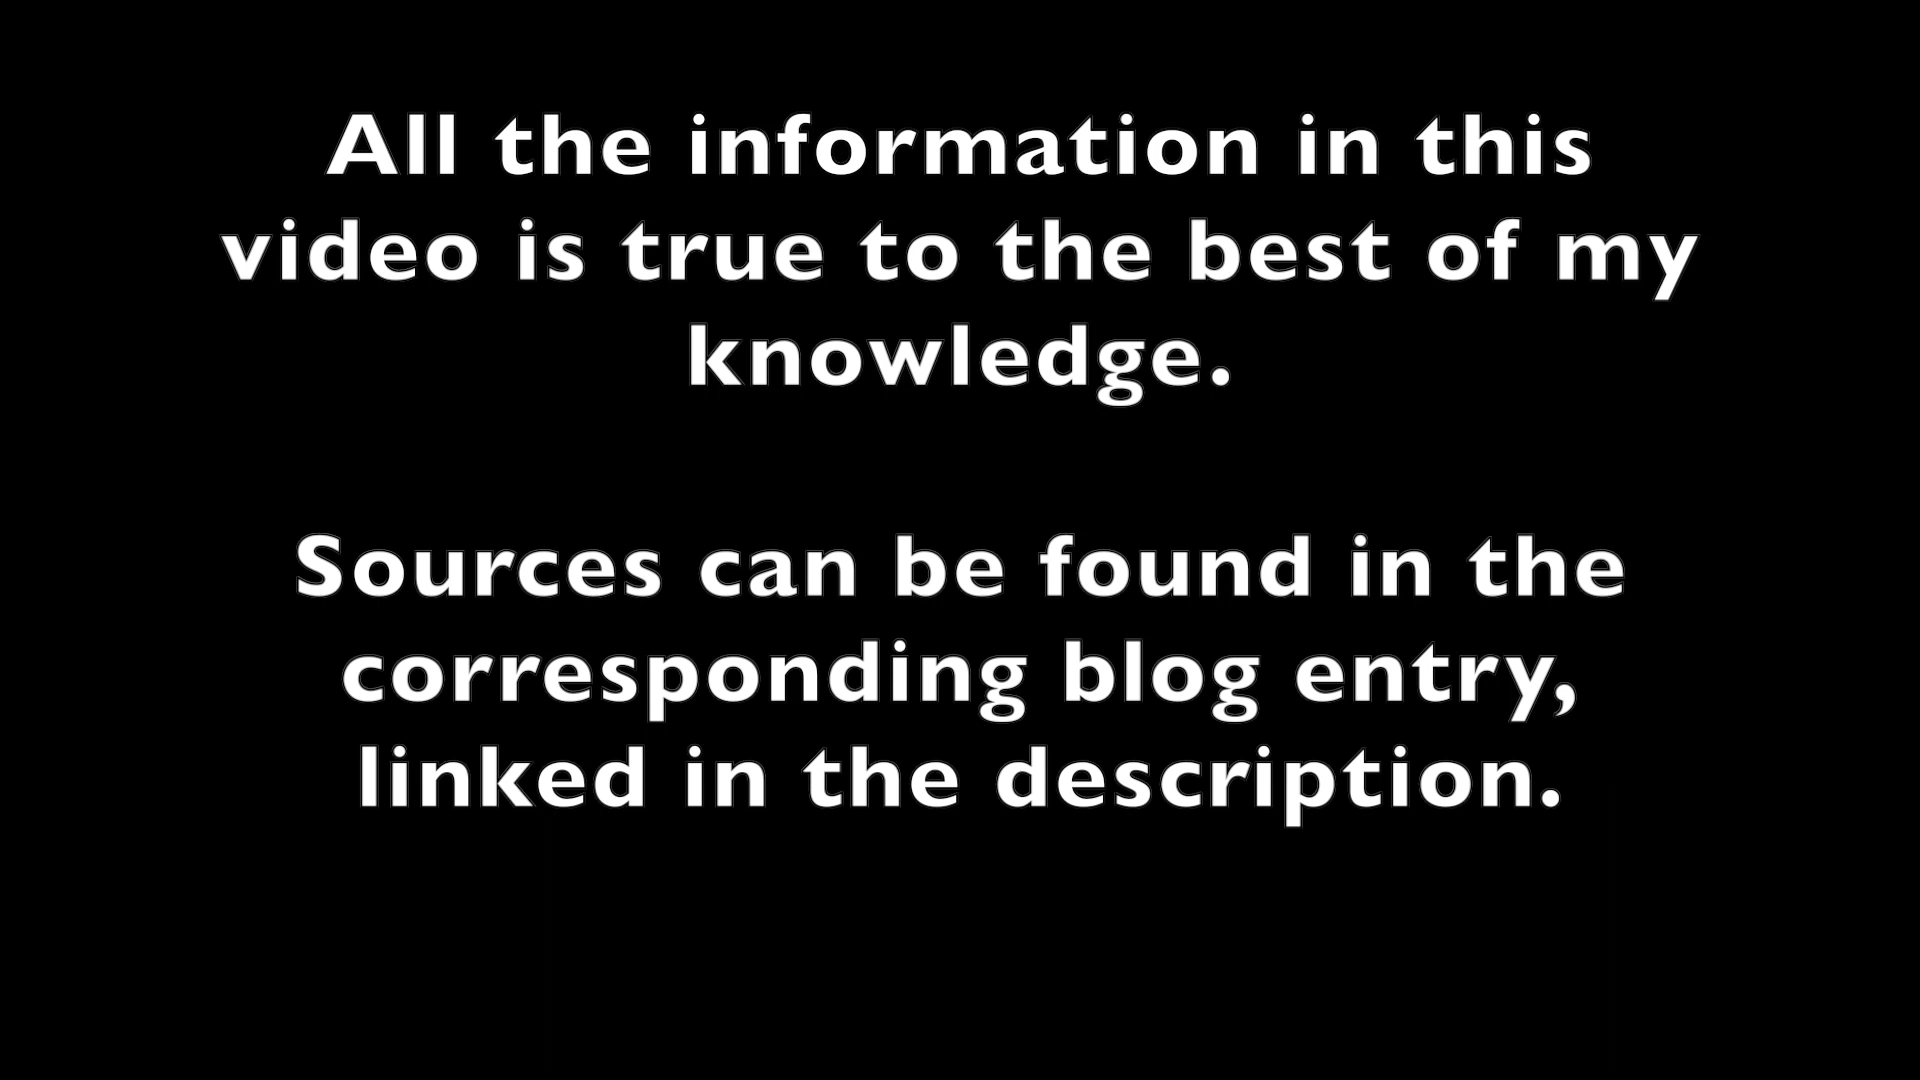 All the information in this
video is true to the best of my
knowledge.
Sources can be found in the
corresponding blog entry,
linked in the description.